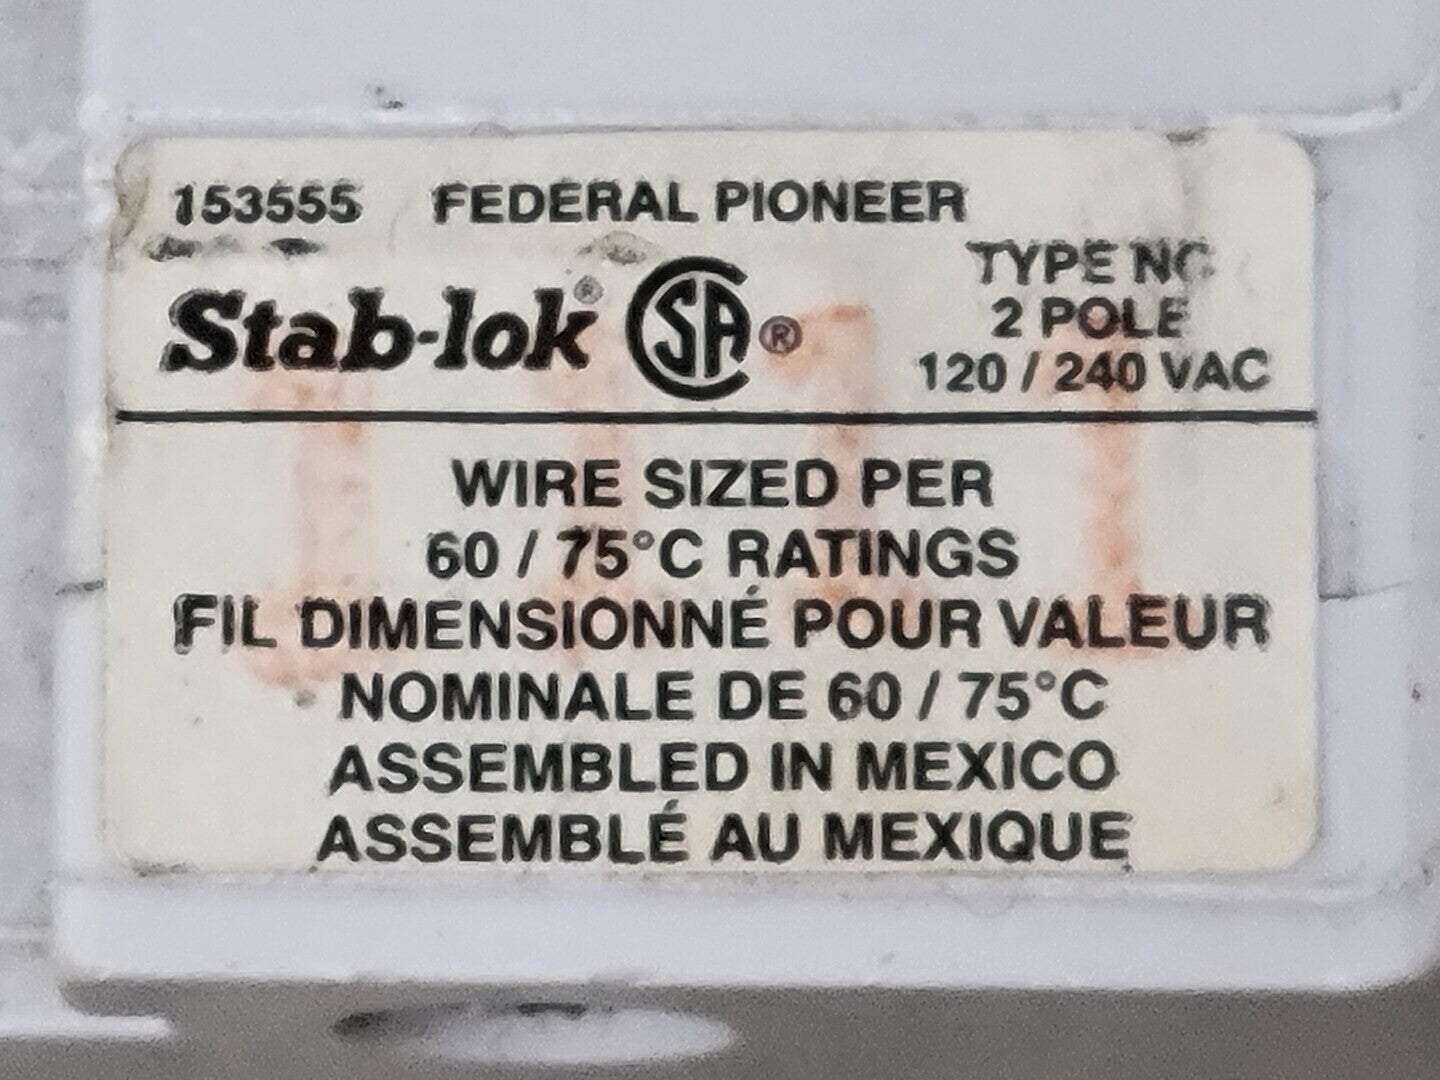 153555 FEDERAL PIONEER
Stab-lok® CSA®
TYPE NC
2 POLE
120 / 240 VAC
WIRE SIZED PER
60 / 75°C RATINGS
FIL DIMENSIONNÉ POUR VALEUR
NOMINALE DE 60 / 75°C
ASSEMBLED IN MEXICO
ASSEMBLÉ AU MEXIQUE